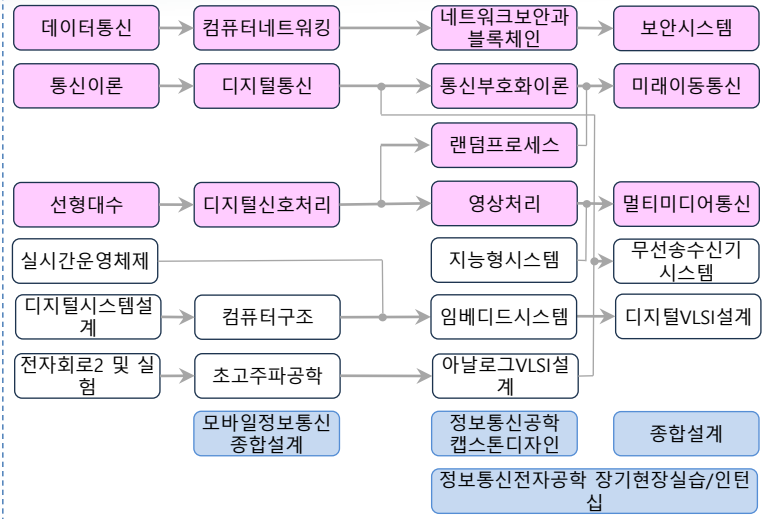 데이터통신
컴퓨터네트워킹
네트워크보안과
블록체인
보안시스템
통신이론
디지털통신
통신부호화이론
미래이동통신
랜덤프로세스
선형대수
디지털신호처리
영상처리
멀티미디어통신
실시간운영체제
지능형시스템
무선송수신기
시스템
디지털시스템설
계
컴퓨터구조
임베디드시스템
디지털VLSI설계
전자회로2 및 실
험
초고주파공학
아날로그VLSI설
계
모바일정보통신
종합설계
정보통신공학
캡스톤디자인
종합설계
정보통신전자공학 장기현장실습/인턴
십